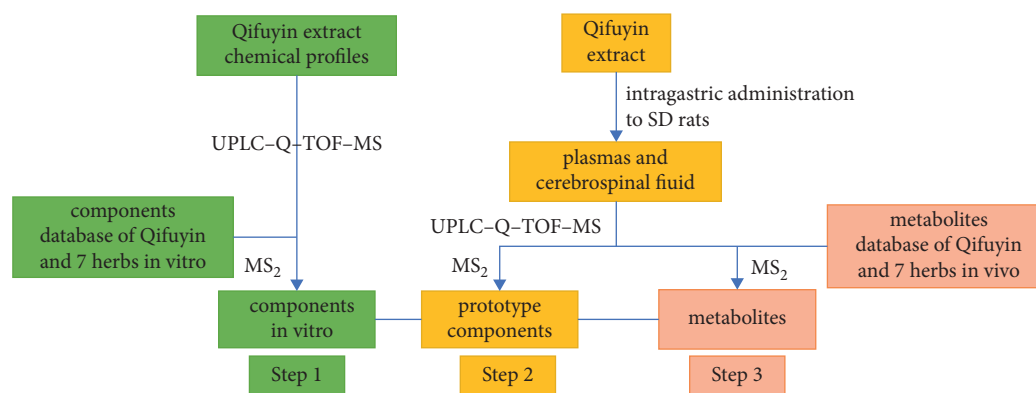 Qifuyin extract
chemical profiles
Qifuyin
extract
intragastric administration
to SD rats
UPLC–Q–TOF–MS
plasmas and
cerebrospinal fluid
components
database of Qifuyin
and 7 herbs in vitro
UPLC–Q–TOF–MS
metabolites
database of Qifuyin
and 7 herbs in vivo
MS2
MS2
MS2
components
in vitro
prototype
components
metabolites
Step 1
Step 2
Step 3